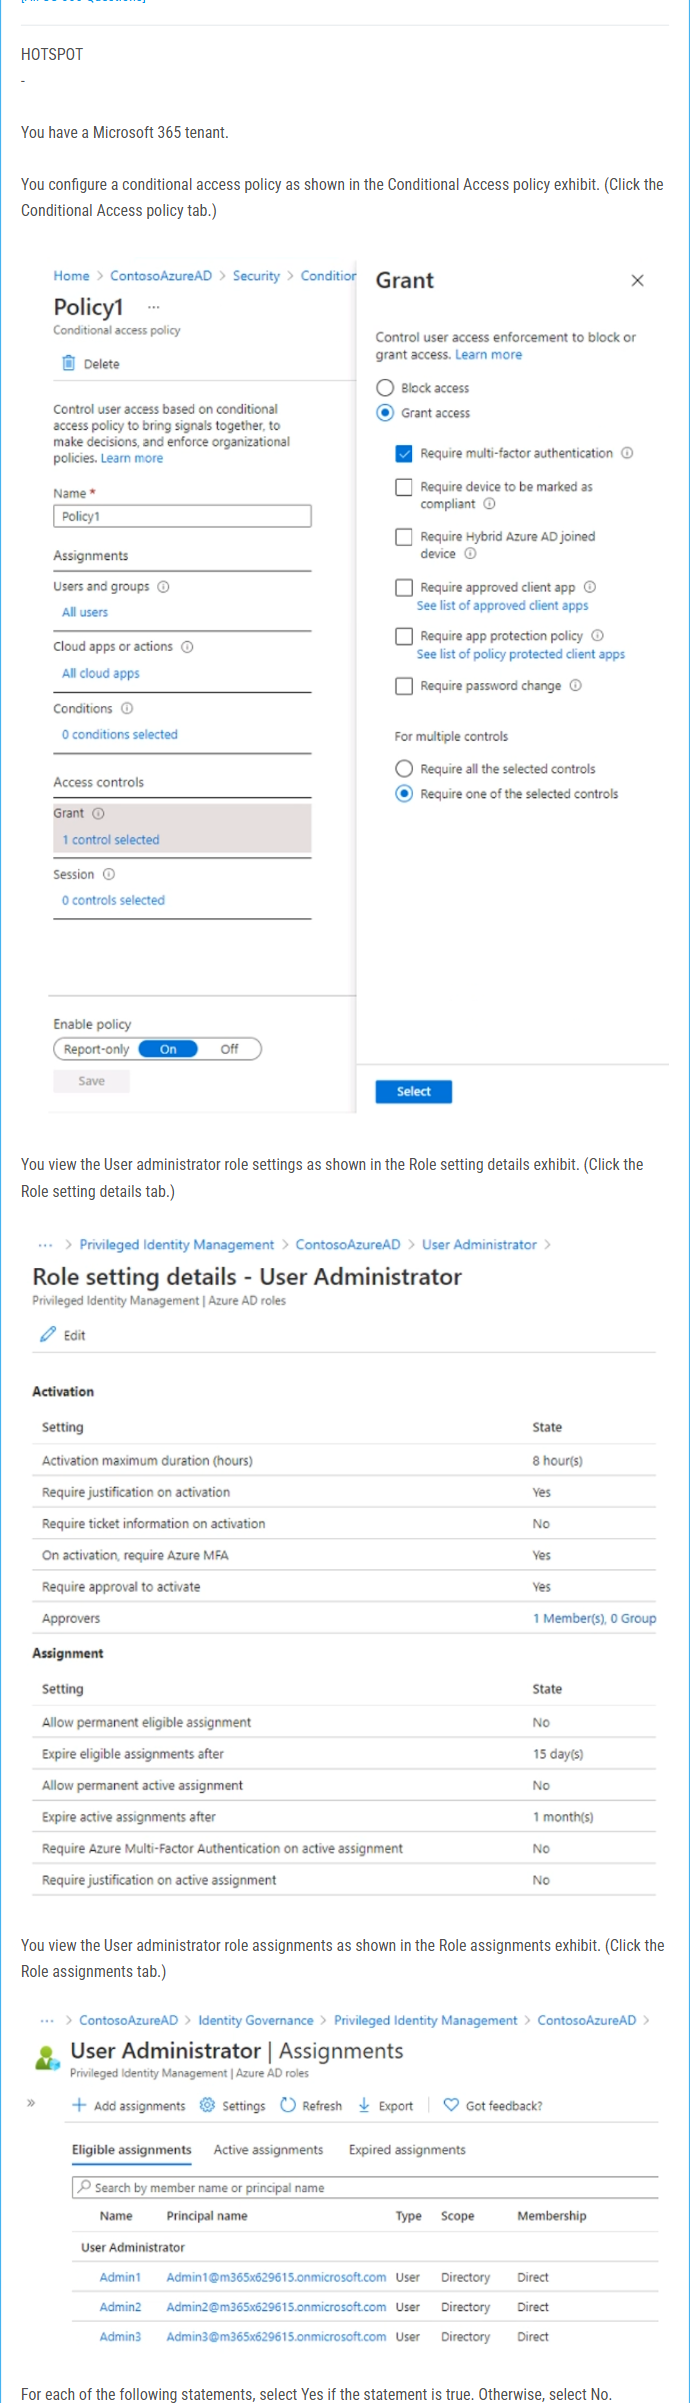 HOTSPOT
-
You have a Microsoft 365 tenant.
You configure a conditional access policy as shown in the Conditional Access policy exhibit. (Click the
Conditional Access policy tab.)
Home > ContosoAzureAD > Security > Condition
Policy1 ...
Conditional access policy
Delete
Control user access based on conditional
access policy to bring signals together, to
make decisions, and enforce organizational
policies. Learn more
Name *
Policy1
Assignments
Users and groups
All users
Cloud apps or actions
All cloud apps
Conditions
0 conditions selected
Access controls
Grant
1 control selected
Session
0 controls selected
Enable policy
Report-only On Off
Save
Grant
Control user access enforcement to block or
grant access. Learn more
Block access
Grant access
Require multi-factor authentication
Require device to be marked as
compliant
Require Hybrid Azure AD joined
device
Require approved client app
See list of approved client apps
Require app protection policy
See list of policy protected client apps
Require password change
For multiple controls
Require all the selected controls
Require one of the selected controls
Select
You view the User administrator role settings as shown in the Role setting details exhibit. (Click the
Role setting details tab.)
... > Privileged Identity Management > ContosoAzureAD > User Administrator >
Role setting details - User Administrator
Privileged Identity Management | Azure AD roles
Edit
Activation
Setting State
Activation maximum duration (hours) 8 hour(s)
Require justification on activation Yes
Require ticket information on activation No
On activation, require Azure MFA Yes
Require approval to activate Yes
Approvers 1 Member(s), 0 Group
Assignment
Setting State
Allow permanent eligible assignment No
Expire eligible assignments after 15 day(s)
Allow permanent active assignment No
Expire active assignments after 1 month(s)
Require Azure Multi-Factor Authentication on active assignment No
Require justification on active assignment No
You view the User administrator role assignments as shown in the Role assignments exhibit. (Click the
Role assignments tab.)
... > ContosoAzureAD > Identity Governance > Privileged Identity Management > ContosoAzureAD >
User Administrator | Assignments
Privileged Identity Management | Azure AD roles
» + Add assignments Settings Refresh Export Got feedback?
Eligible assignments Active assignments Expired assignments
Search by member name or principal name
Name Principal name Type Scope Membership
User Administrator
Admin1 Admin1@m365x629615.onmicrosoft.com User Directory Direct
Admin2 Admin2@m365x629615.onmicrosoft.com User Directory Direct
Admin3 Admin3@m365x629615.onmicrosoft.com User Directory Direct
For each of the following statements, select Yes if the statement is true. Otherwise, select No.